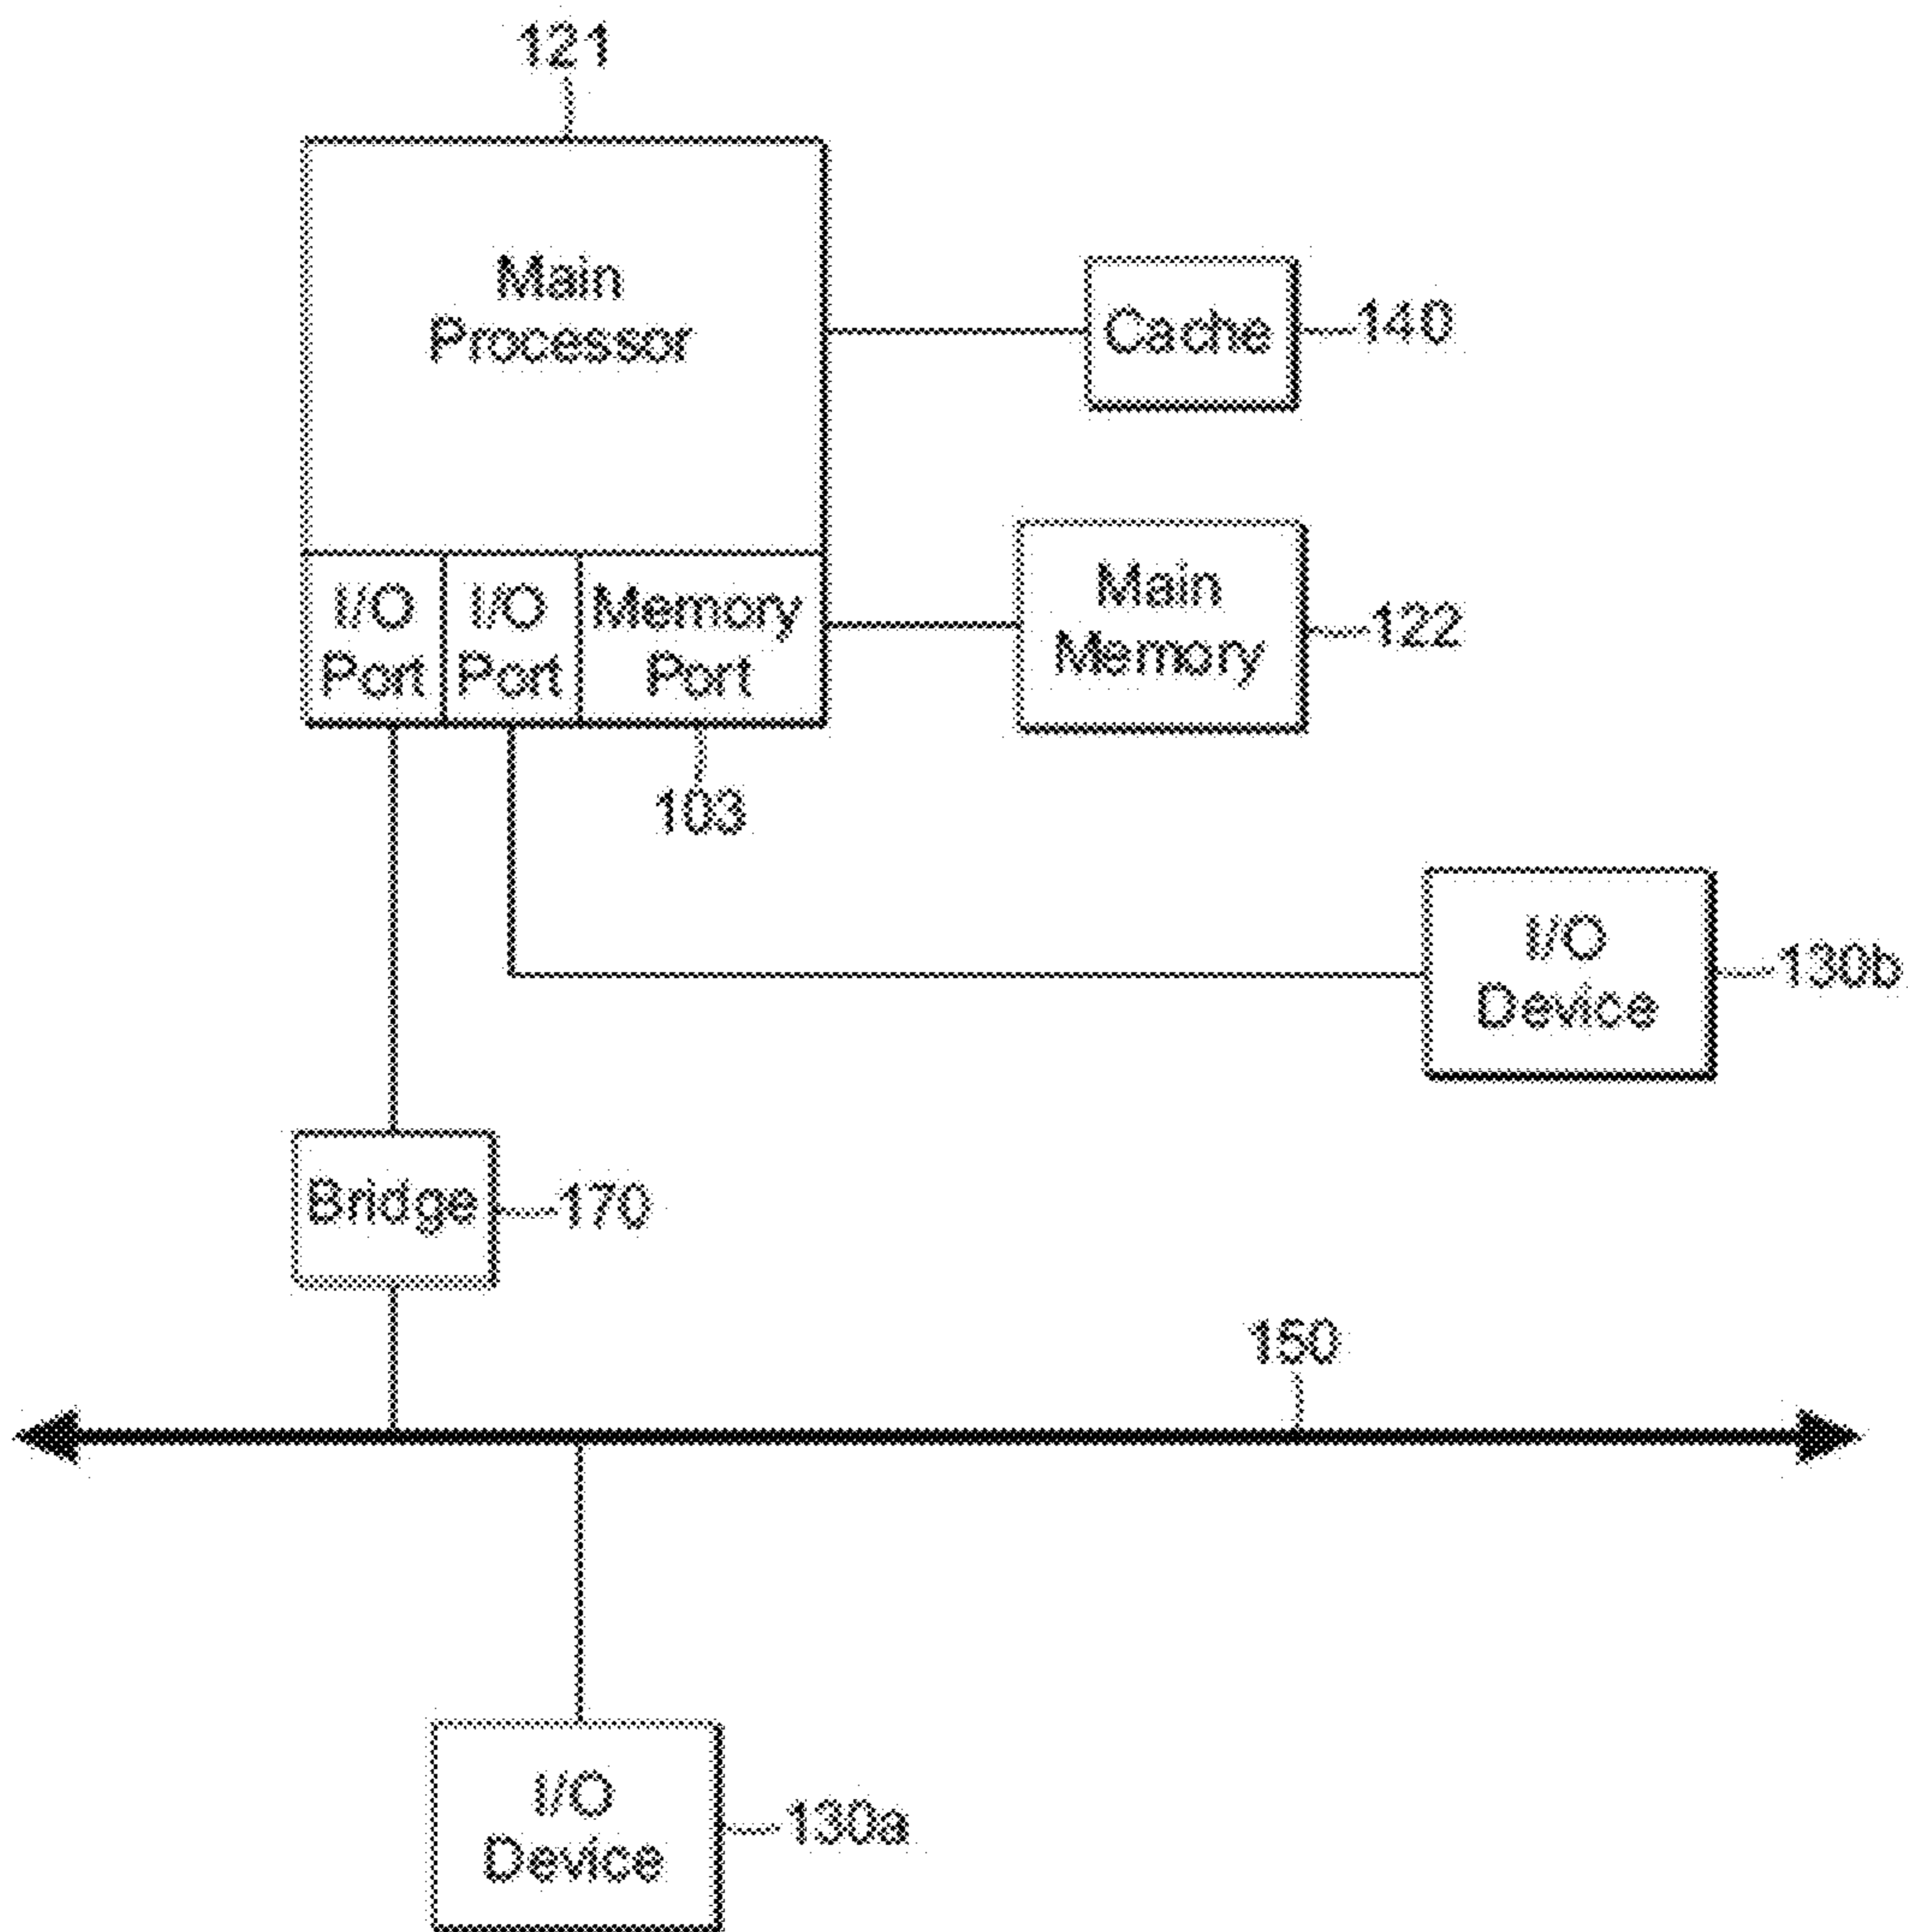 121
Main
Processor
Cache
140
I/O
Port
I/O
Port
Memory
Port
Main
Memory
122
103
I/O
Device
130b
Bridge
170
150
I/O
Device
130a